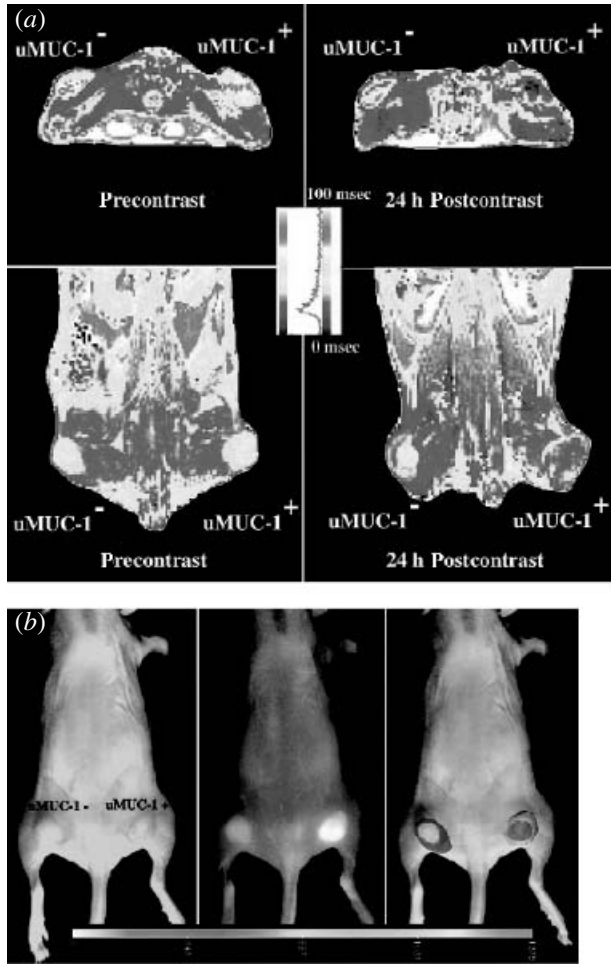 (a)
uMUC-1 - uMUC-1 +
Precontrast
uMUC-1 - uMUC-1 +
24 h Postcontrast
100 msec
0 msec
uMUC-1 - uMUC-1 +
Precontrast
uMUC-1 - uMUC-1 +
24 h Postcontrast
(b)
uMUC-1 - uMUC-1 +